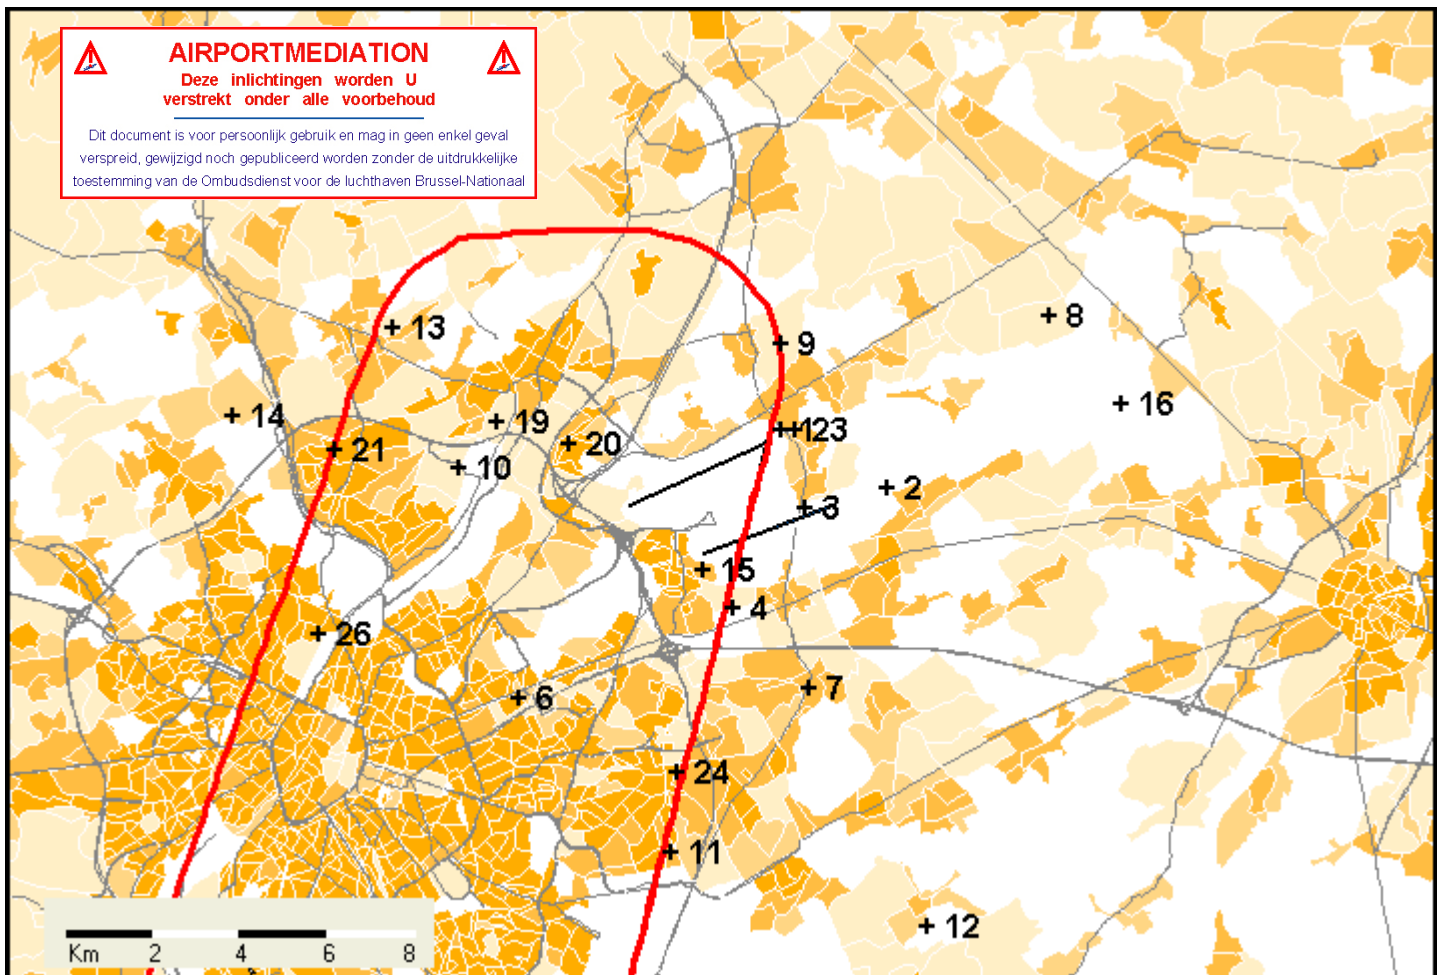 AIRPORTMEDIATION
Deze inlichtingen worden U
verstrekt onder alle voorbehoud
Dit document is voor persoonlijk gebruik en mag in geen enkel geval
verspreid, gewijzigd noch gepubliceerd worden zonder de uitdrukkelijke
toestemming van de Ombudsdienst voor de luchthaven Brussel-Nationaal
8
13
9
16
14
19
123
20
21
10
2
3
15
4
26
7
6
24
11
12
Km 2 4 6 8